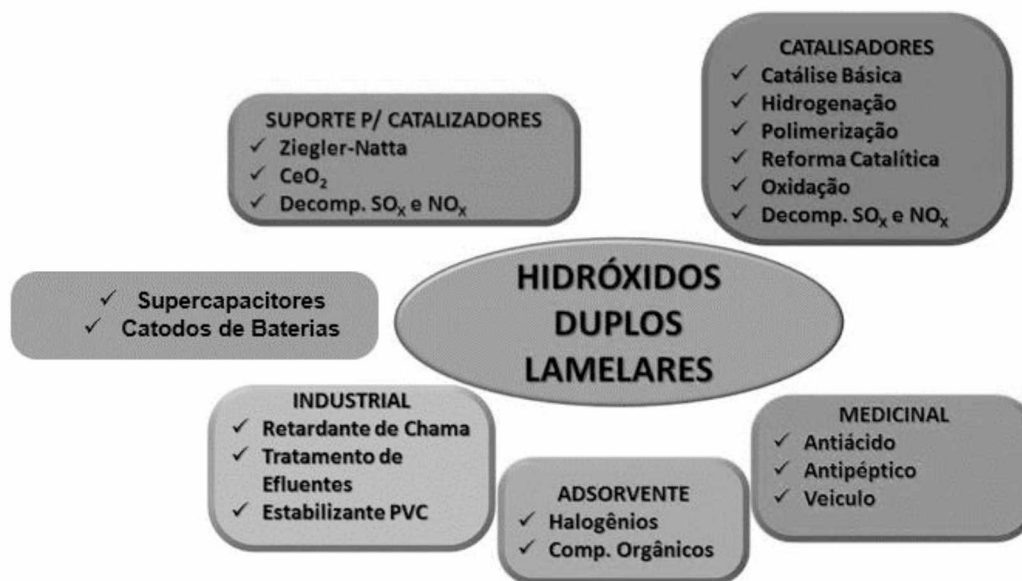 CATALISADORES
✓ Catálise Básica
✓ Hidrogenação
✓ Polimerização
✓ Reforma Catalítica
✓ Oxidação
✓ Decomp. SOₓ e NOₓ
SUPORTE P/ CATALIZADORES
✓ Ziegler-Natta
✓ CeO₂
✓ Decomp. SOₓ e NOₓ
HIDRÓXIDOS
DUPLOS
LAMELARES
✓ Supercapacitores
✓ Catodos de Baterias
INDUSTRIAL
✓ Retardante de Chama
✓ Tratamento de
Efluentes
✓ Estabilizante PVC
ADSORVENTE
✓ Halogênios
✓ Comp. Orgânicos
MEDICINAL
✓ Antiácido
✓ Antipéptico
✓ Veiculo